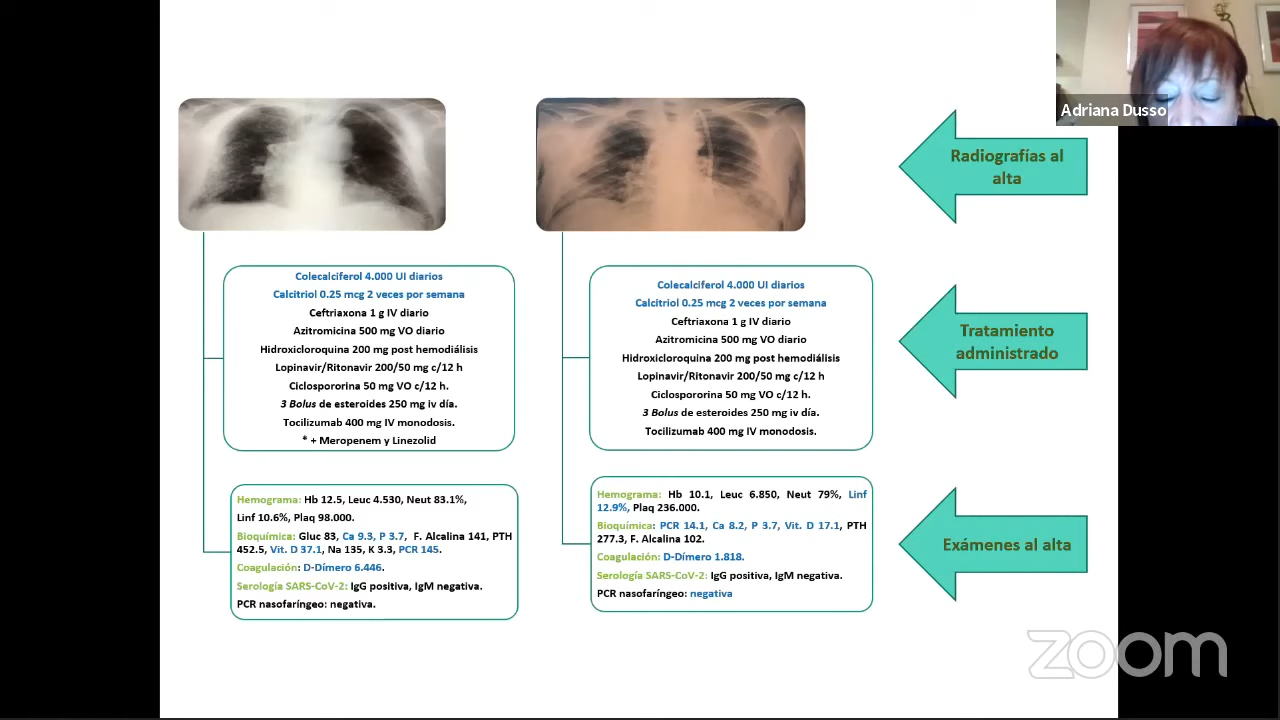 Adriana Dusso
Radiografías al
alta
Colecalciferol 4.000 UI diarios
Calcitriol 0.25 mcg 2 veces por semana
Ceftriaxona 1 g IV diario
Azitromicina 500 mg VO diario
Hidroxicloroquina 200 mg post hemodiálisis
Lopinavir/Ritonavir 200/50 mg c/12 h
Ciclospororina 50 mg VO c/12 h.
3 Bolus de esteroides 250 mg iv día.
Tocilizumab 400 mg IV monodosis.
* + Meropenem y Linezolid
Colecalciferol 4.000 UI diarios
Calcitriol 0.25 mcg 2 veces por semana
Ceftriaxona 1 g IV diario
Azitromicina 500 mg VO diario
Hidroxicloroquina 200 mg post hemodiálisis
Lopinavir/Ritonavir 200/50 mg c/12 h
Ciclospororina 50 mg VO c/12 h.
3 Bolus de esteroides 250 mg iv día.
Tocilizumab 400 mg IV monodosis.
Tratamiento
administrado
Hemograma: Hb 12.5, Leuc 4.530, Neut 83.1%,
Linf 10.6%, Plaq 98.000.
Bioquímica: Gluc 83, Ca 9.3, P 3.7, F. Alcalina 141, PTH
452.5, Vit. D 37.1, Na 135, K 3.3, PCR 145.
Coagulación: D-Dímero 6.446.
Serología SARS-CoV-2: IgG positiva, IgM negativa.
PCR nasofaríngeo: negativa.
Hemograma: Hb 10.1, Leuc 6.850, Neut 79%, Linf
12.9%, Plaq 236.000.
Bioquímica: PCR 14.1, Ca 8.2, P 3.7, Vit. D 17.1, PTH
277.3, F. Alcalina 102.
Coagulación: D-Dímero 1.818.
Serología SARS-CoV-2: IgG positiva, IgM negativa.
PCR nasofaríngeo: negativa
Exámenes al alta
zoom